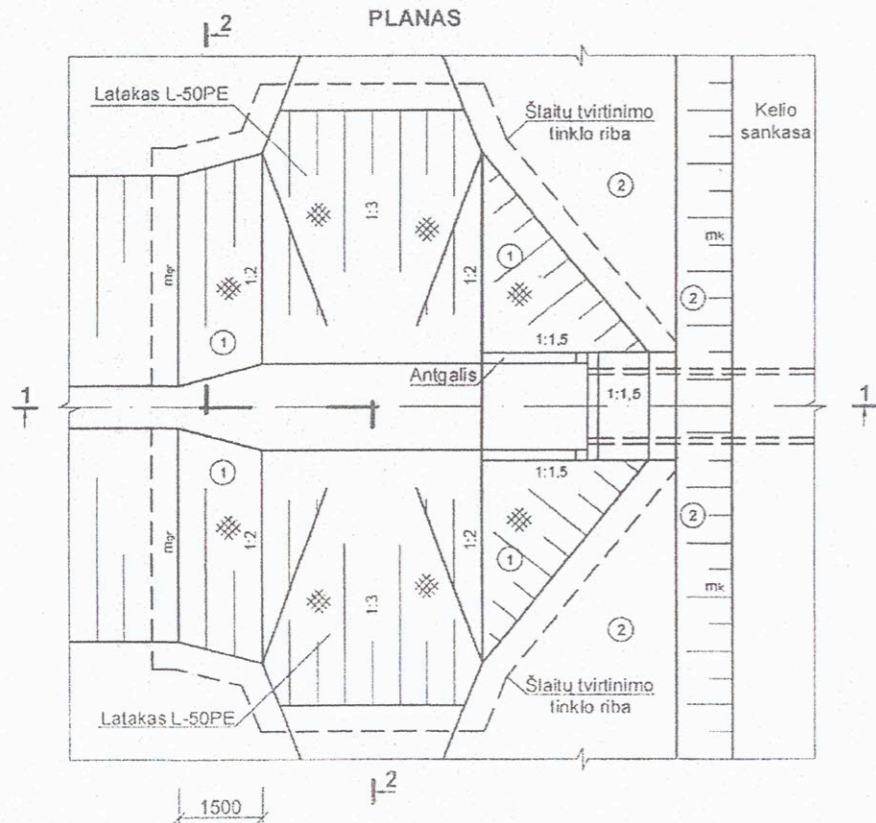 PLANAS
2
Latakas L-50PE
Šlaitų tvirtinimo
tinklo riba
Kelio
sankasa
2
1:3
mk
mgr
1:2
1:2
1
2
1
1:1.5
Antgalis
1
1:1,5
1
1:1.5
1
2
mgr
1:2
1:2
1
1:3
mk
2
Šlaitų tvirtinimo
tinklo riba
Latakas L-50PE
2
1500